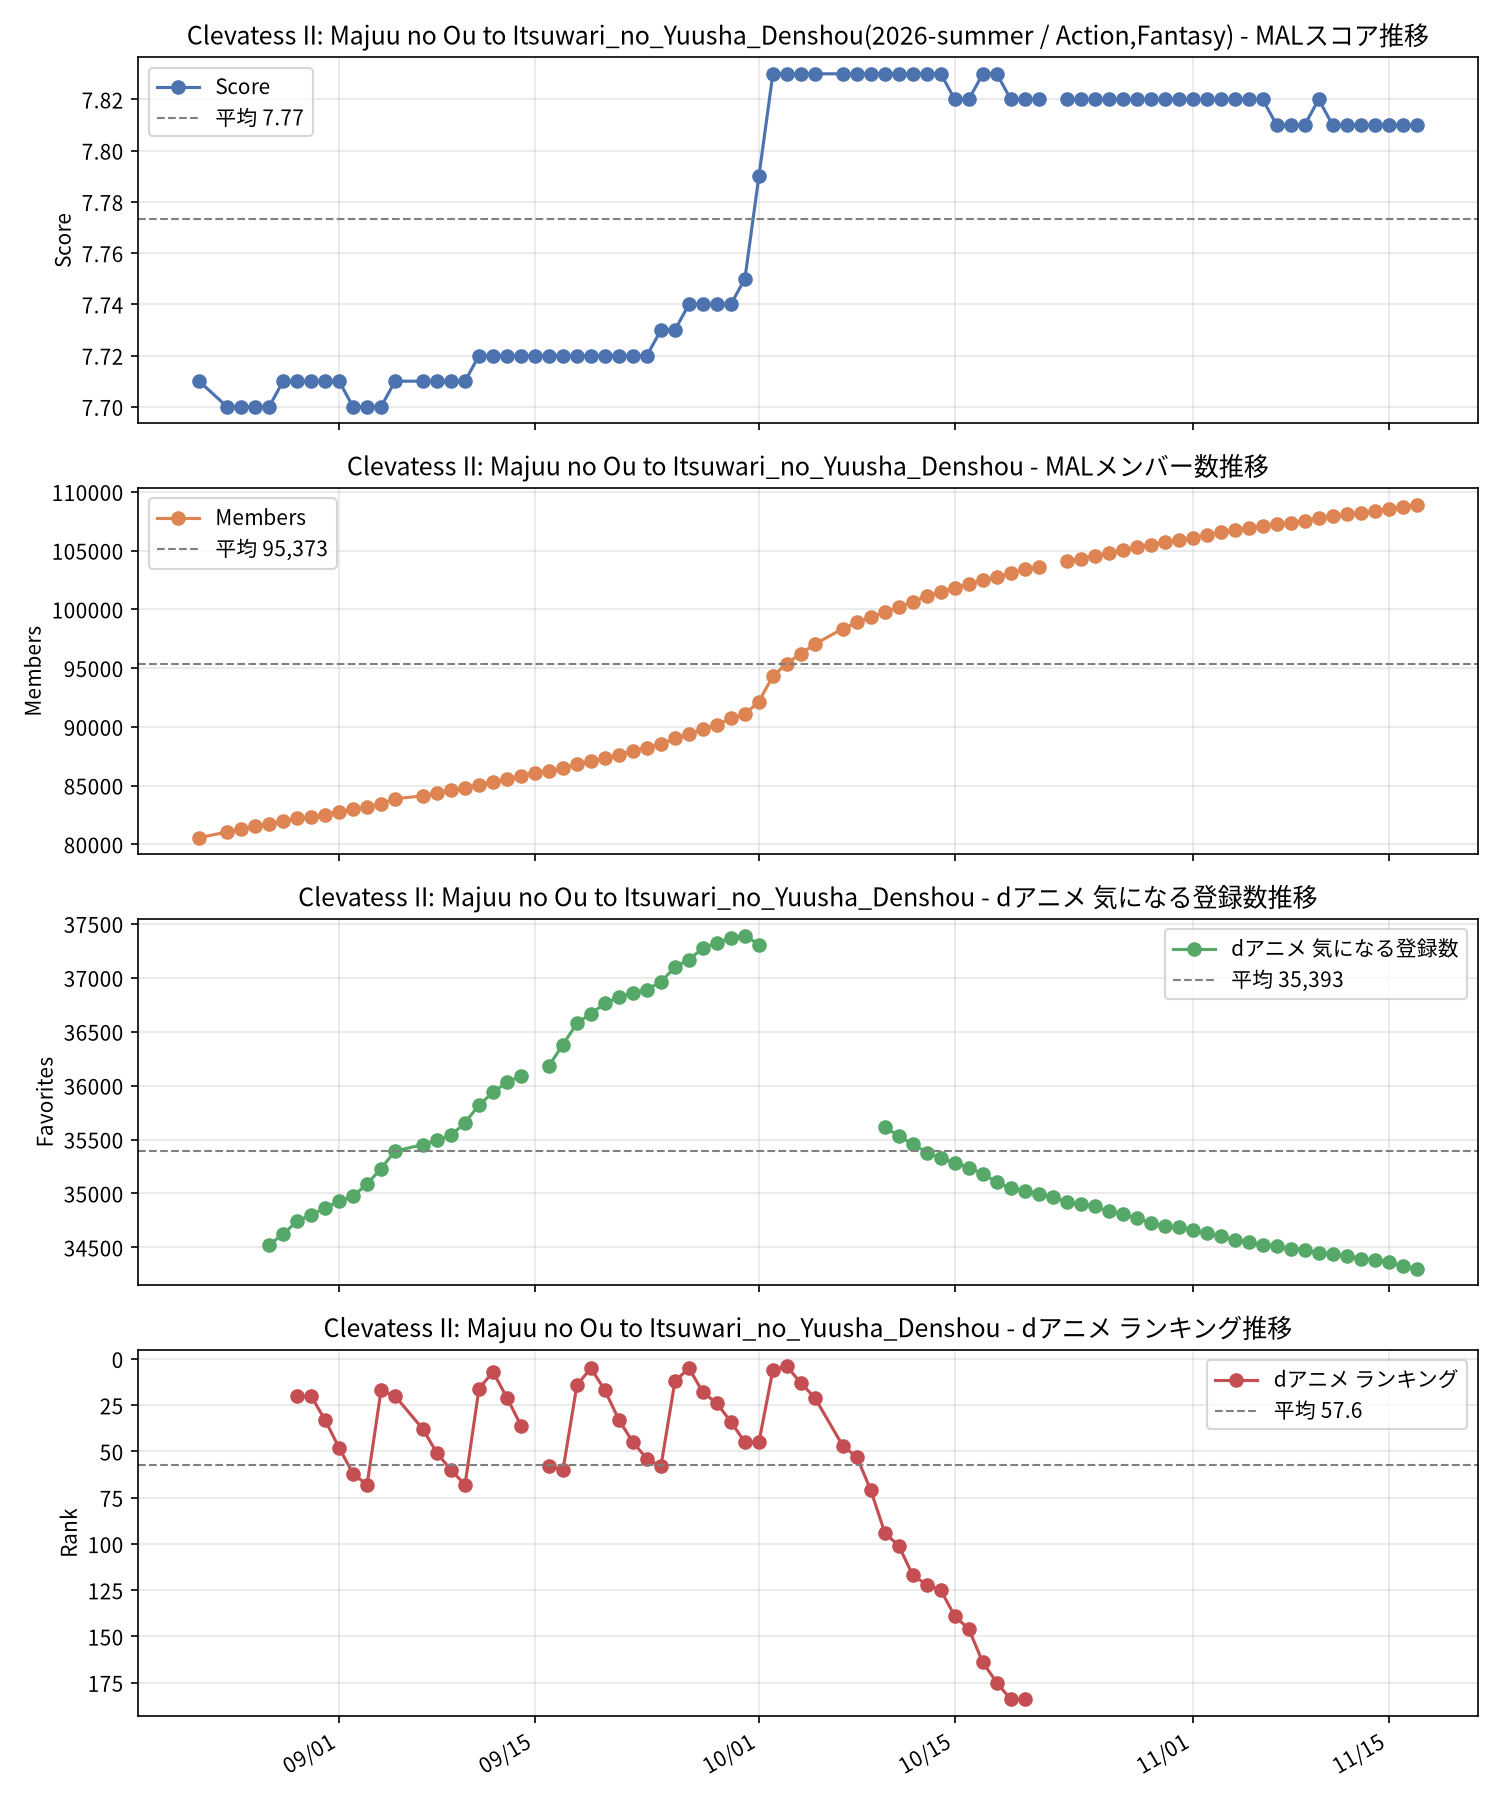 Clevatess II: Majuu no Ou to Itsuwari_no_Yuusha_Denshou(2026-summer / Action,Fantasy) - MALスコア推移
Score
平均 7.77
7.82
7.80
7.78
7.76
7.74
7.72
7.70
Score
Clevatess II: Majuu no Ou to Itsuwari_no_Yuusha_Denshou - MALメンバー数推移
Members
平均 95,373
110000
105000
100000
95000
90000
85000
80000
Members
Clevatess II: Majuu no Ou to Itsuwari_no_Yuusha_Denshou - dアニメ 気になる登録数推移
dアニメ 気になる登録数
平均 35,393
37500
37000
36500
36000
35500
35000
34500
Favorites
Clevatess II: Majuu no Ou to Itsuwari_no_Yuusha_Denshou - dアニメ ランキング推移
dアニメ ランキング
平均 57.6
0
25
50
75
100
125
150
175
Rank
09/01
09/15
10/01
10/15
11/01
11/15